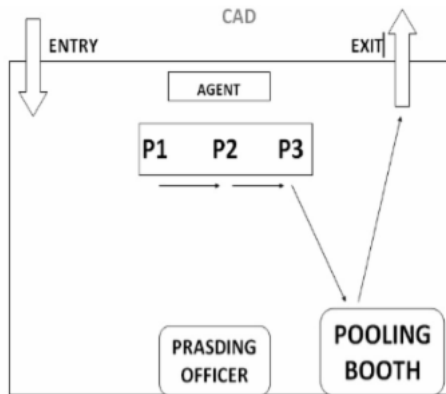 CAD
ENTRY
EXIT
AGENT
P1 P2 P3
PRASDING
OFFICER
POOLING
BOOTH